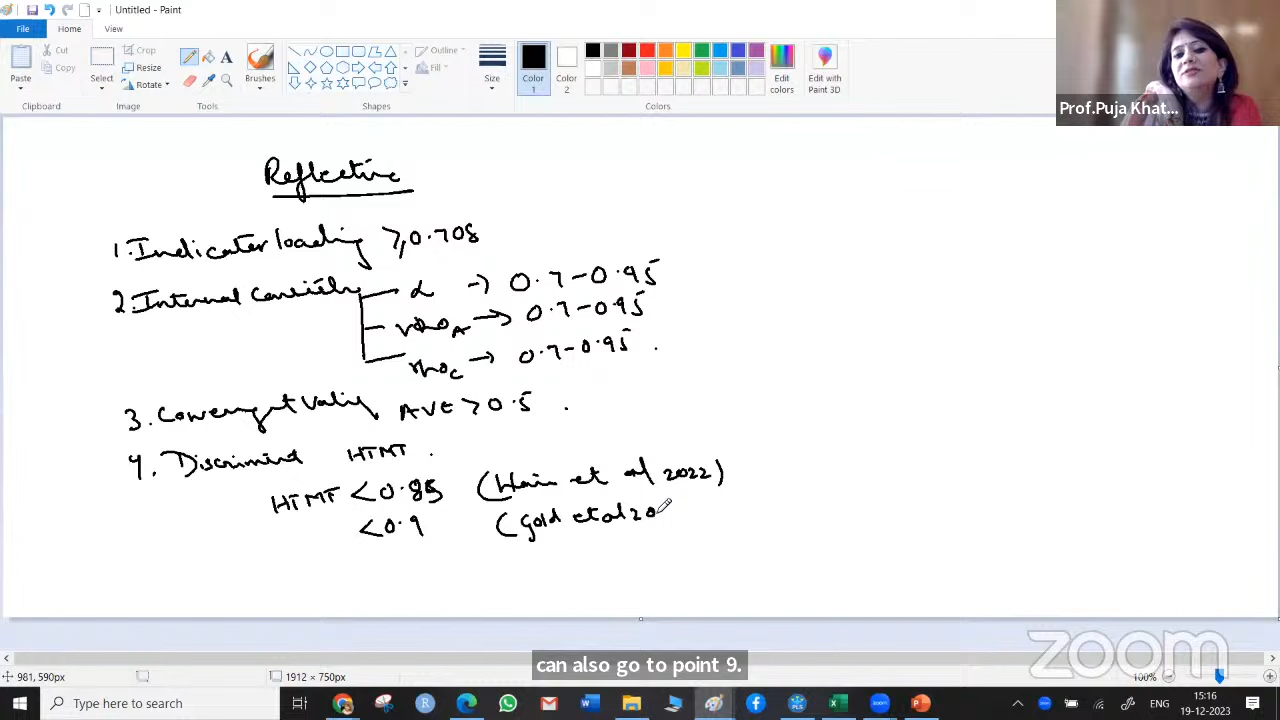 Untitled - Paint
File
Home
View
Paste
Cut
Copy
Clipboard
Select
Crop
Resize
Rotate
Image
Tools
Brushes
Shapes
Outline
Fill
Size
Color 1
Color 2
Edit colors
Edit with Paint 3D
Colors
Prof.Puja Khat...
Reflective
1. Indicator loading ≥ 0.708
2. Internal α → 0.7-0.95
rhoA → 0.7-0.95
rhoC → 0.7-0.95
3. Convergent Validity AVE > 0.5
4. Discriminant HTMT
HTMT < 0.85 (Hair et al 2022)
< 0.9 (Gold et al 20
can also go to point 9.
zoom
981, 590px
1912 × 750px
100%
Type here to search
ENG
15:16
19-12-2023